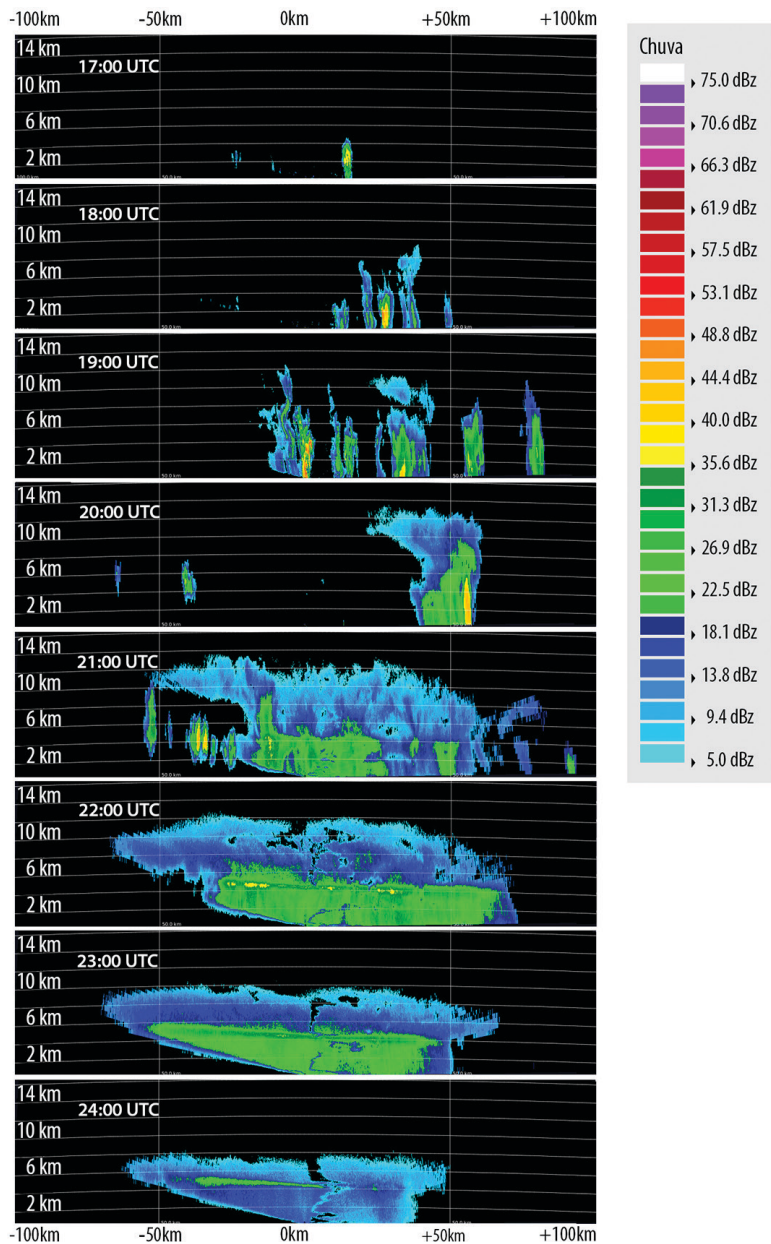 -100km -50km 0km +50km +100km
14 km
17:00 UTC
10 km
6 km
2 km
14 km
18:00 UTC
10 km
6 km
2 km
14 km
19:00 UTC
10 km
6 km
2 km
14 km
20:00 UTC
10 km
6 km
2 km
14 km
21:00 UTC
10 km
6 km
2 km
14 km
22:00 UTC
10 km
6 km
2 km
14 km
23:00 UTC
10 km
6 km
2 km
14 km
24:00 UTC
10 km
6 km
2 km
-100km -50km 0km +50km +100km
Chuva
75.0 dBz
70.6 dBz
66.3 dBz
61.9 dBz
57.5 dBz
53.1 dBz
48.8 dBz
44.4 dBz
40.0 dBz
35.6 dBz
31.3 dBz
26.9 dBz
22.5 dBz
18.1 dBz
13.8 dBz
9.4 dBz
5.0 dBz